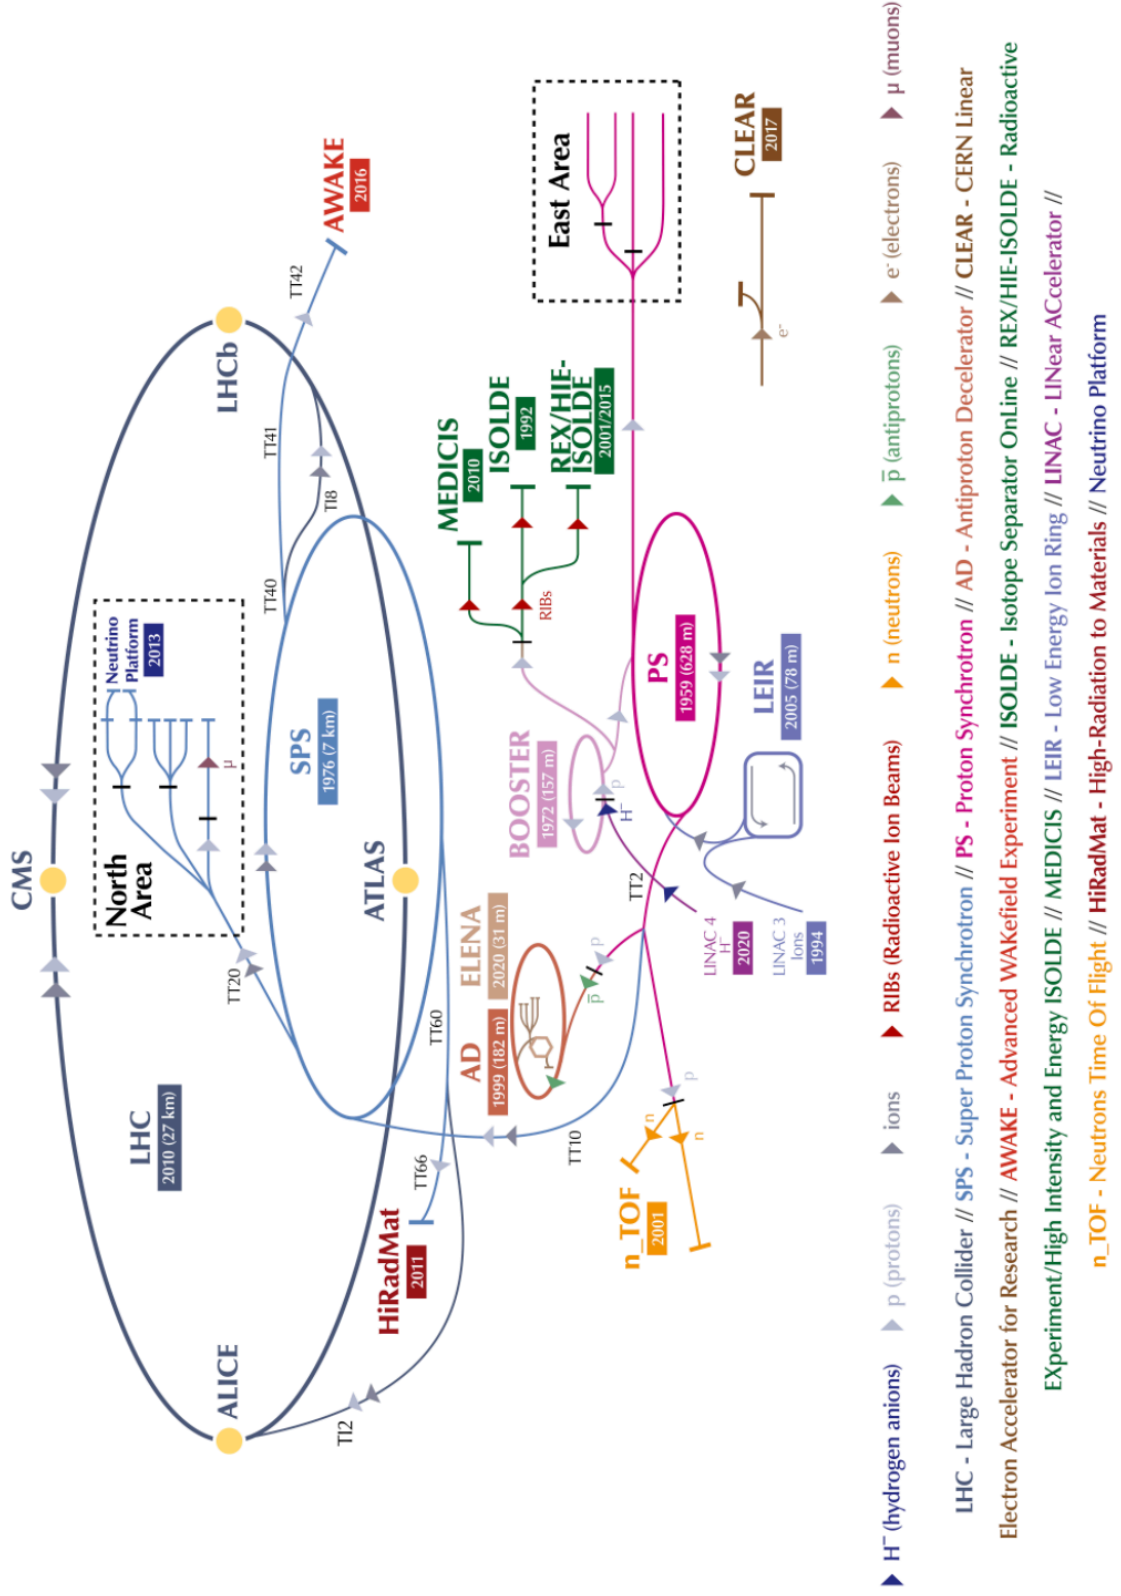 CMS
North
Area
Neutrino
Platform
2013
μ
TT20
LHC
2010 (27 km)
ALICE
SPS
1976 (7 km)
TT40
TT41
TT42
TI8
LHCb
AWAKE
2016
ATLAS
TI2
HiRadMat
2011
TT66
TT60
TT10
AD
1999 (182 m)
ELENA
2020 (31 m)
p̄
p
BOOSTER
1972 (157 m)
p
H⁻
MEDICIS
2010
ISOLDE
1992
REX/HIE-
ISOLDE
2001/2015
RIBs
East Area
n_TOF
2001
n
n
p
TT2
PS
1959 (628 m)
LINAC 4
H⁻
2020
LINAC 3
Ions
1994
LEIR
2005 (78 m)
CLEAR
2017
e⁻
H⁻ (hydrogen anions)
p (protons)
ions
RIBs (Radioactive Ion Beams)
n (neutrons)
p̄ (antiprotons)
e⁻ (electrons)
μ (muons)
LHC - Large Hadron Collider // SPS - Super Proton Synchrotron // PS - Proton Synchrotron // AD - Antiproton Decelerator // CLEAR - CERN Linear
Electron Accelerator for Research // AWAKE - Advanced WAKefield Experiment // ISOLDE - Isotope Separator OnLine // REX/HIE-ISOLDE - Radioactive
EXperiment/High Intensity and Energy ISOLDE // MEDICIS // LEIR - Low Energy Ion Ring // LINAC - LINear ACcelerator //
n_TOF - Neutrons Time Of Flight // HiRadMat - High-Radiation to Materials // Neutrino Platform